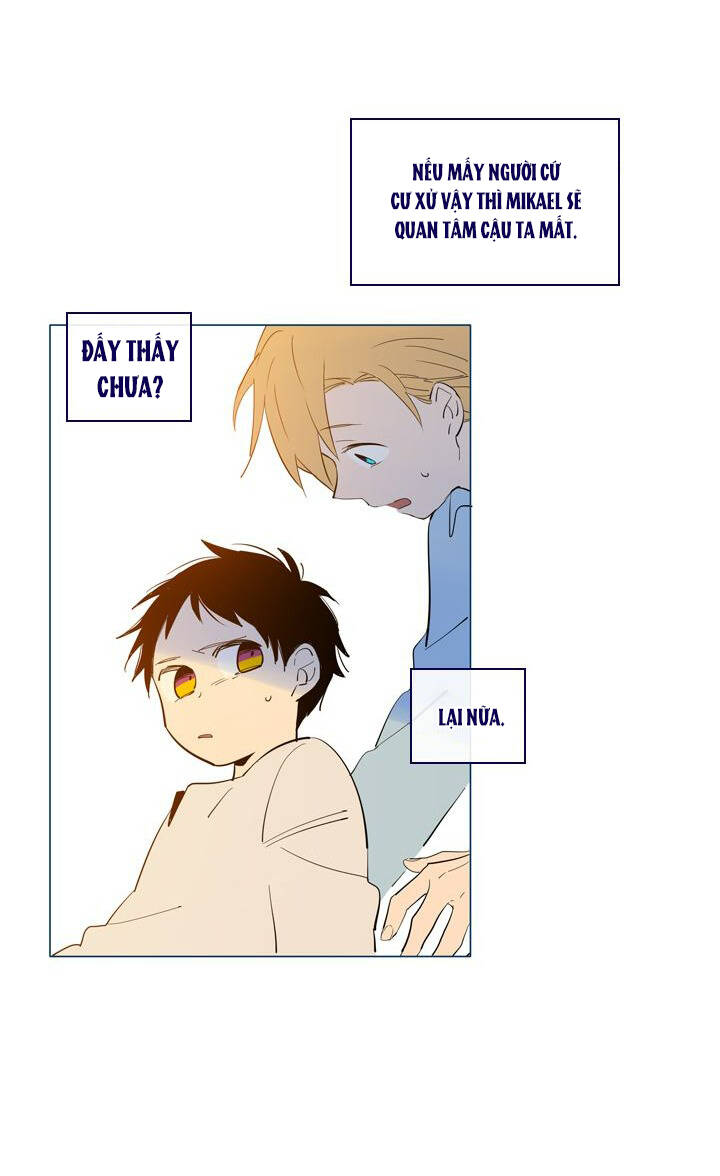 NẾU MẤY NGƯỜI CỨ
CƯ XỬ VẬY THÌ MIKAEL SẼ
QUAN TÂM CẬU TA MẤT.
ĐẤY THẤY
CHƯA?
LẠI NỮA.